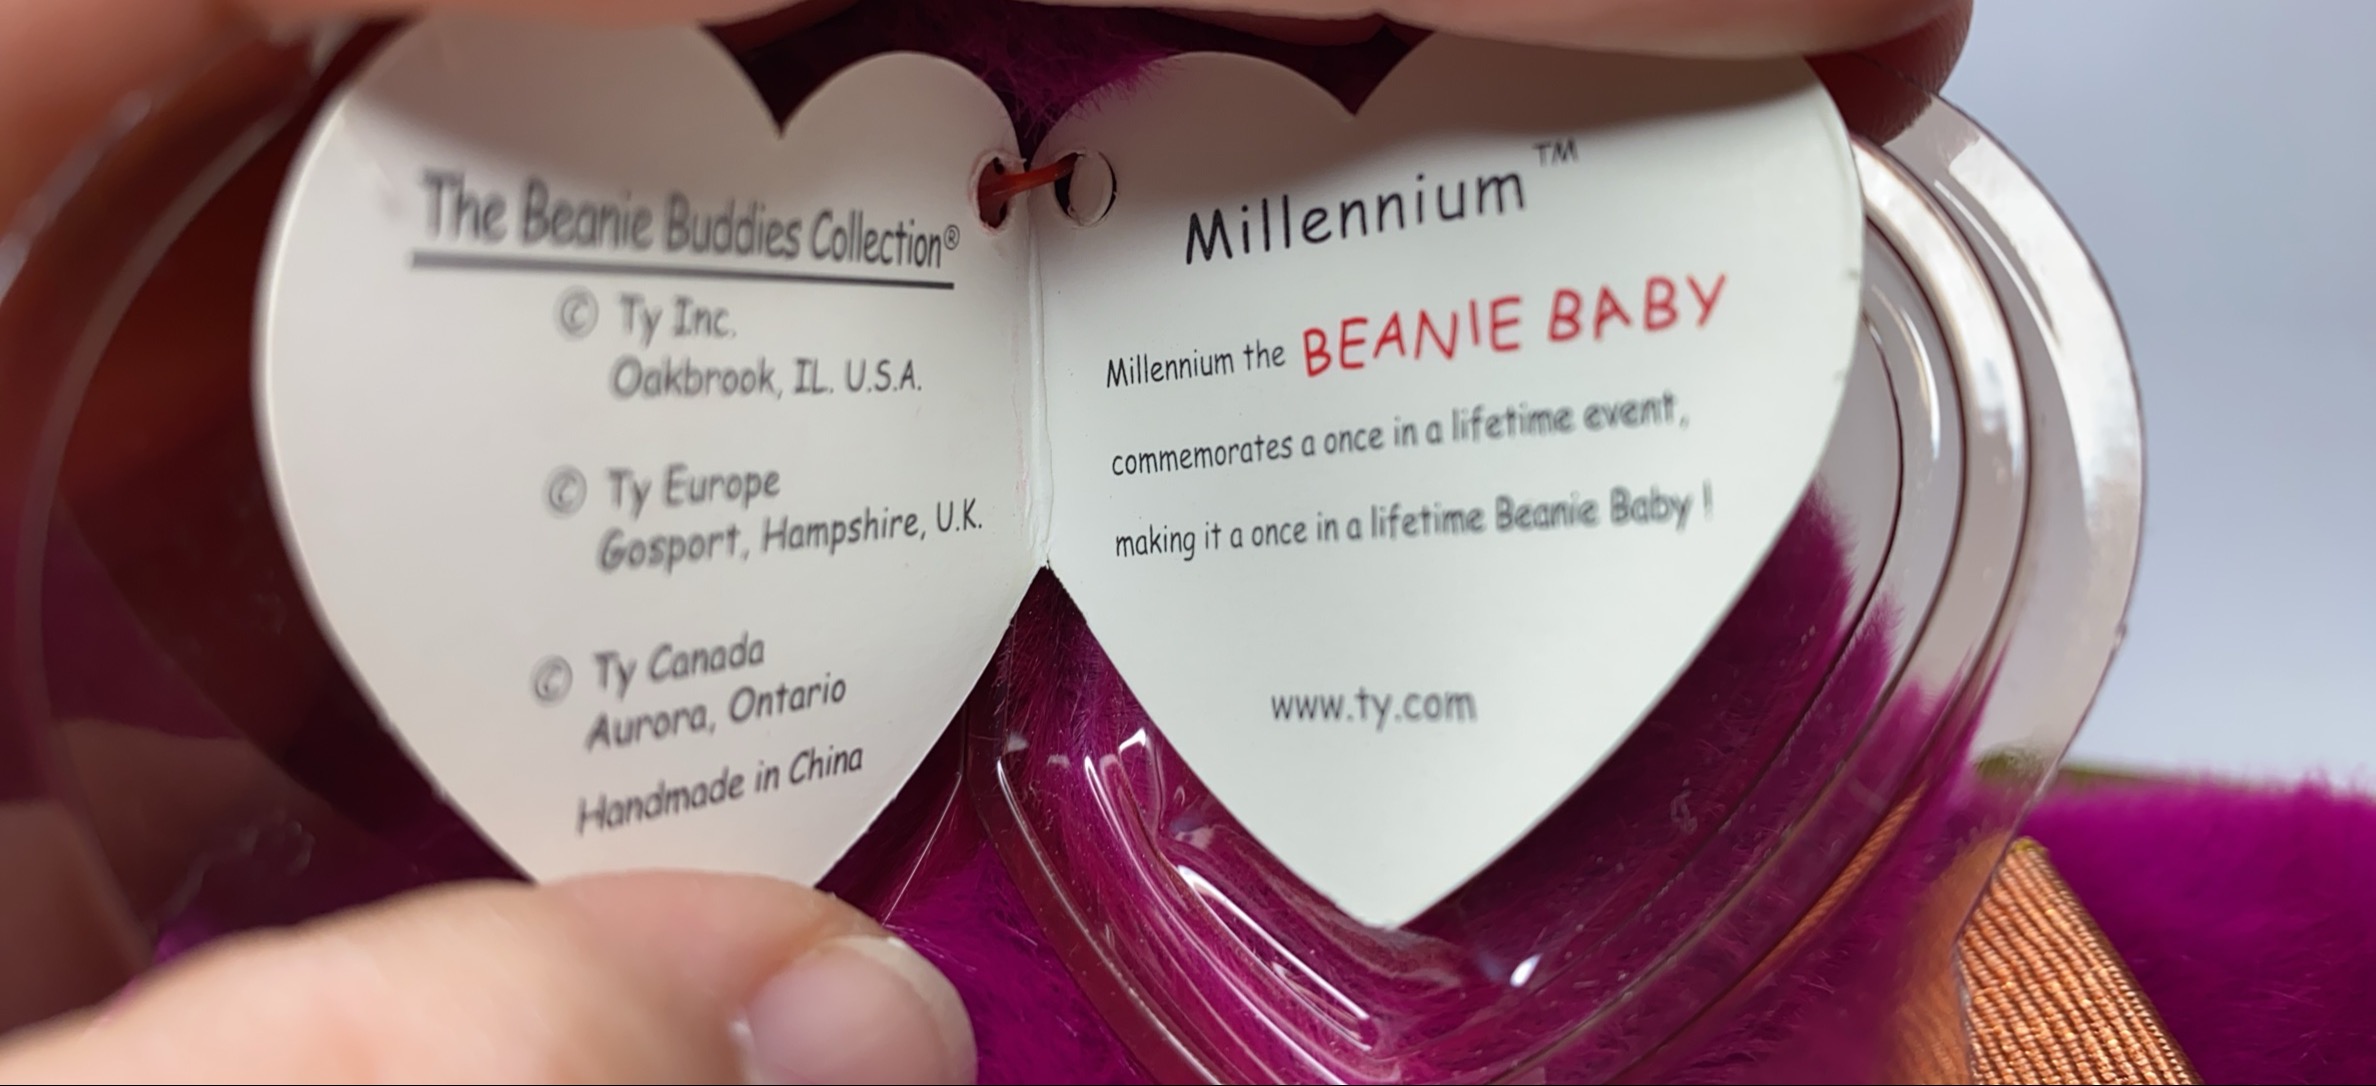 The Beanie Buddies Collection®
© Ty Inc.
Oakbrook, IL. U.S.A.
© Ty Europe
Gosport, Hampshire, U.K.
© Ty Canada
Aurora, Ontario
Handmade in China
Millennium™
Millennium the BEANIE BABY
commemorates a once in a lifetime event,
making it a once in a lifetime Beanie Baby !
www.ty.com